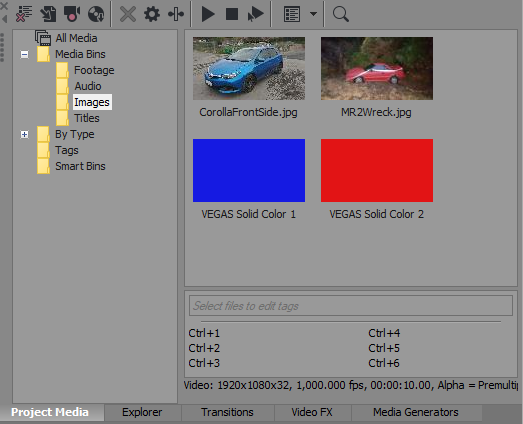 All Media
Media Bins
Footage
Audio
Images
Titles
By Type
Tags
Smart Bins
CorollaFrontSide.jpg MR2Wreck.jpg
VEGAS Solid Color 1 VEGAS Solid Color 2
Select files to edit tags
Ctrl+1 Ctrl+4
Ctrl+2 Ctrl+5
Ctrl+3 Ctrl+6
Video: 1920x1080x32, 1,000.000 fps, 00:00:10.00, Alpha = Premultip
Project Media Explorer Transitions Video FX Media Generators